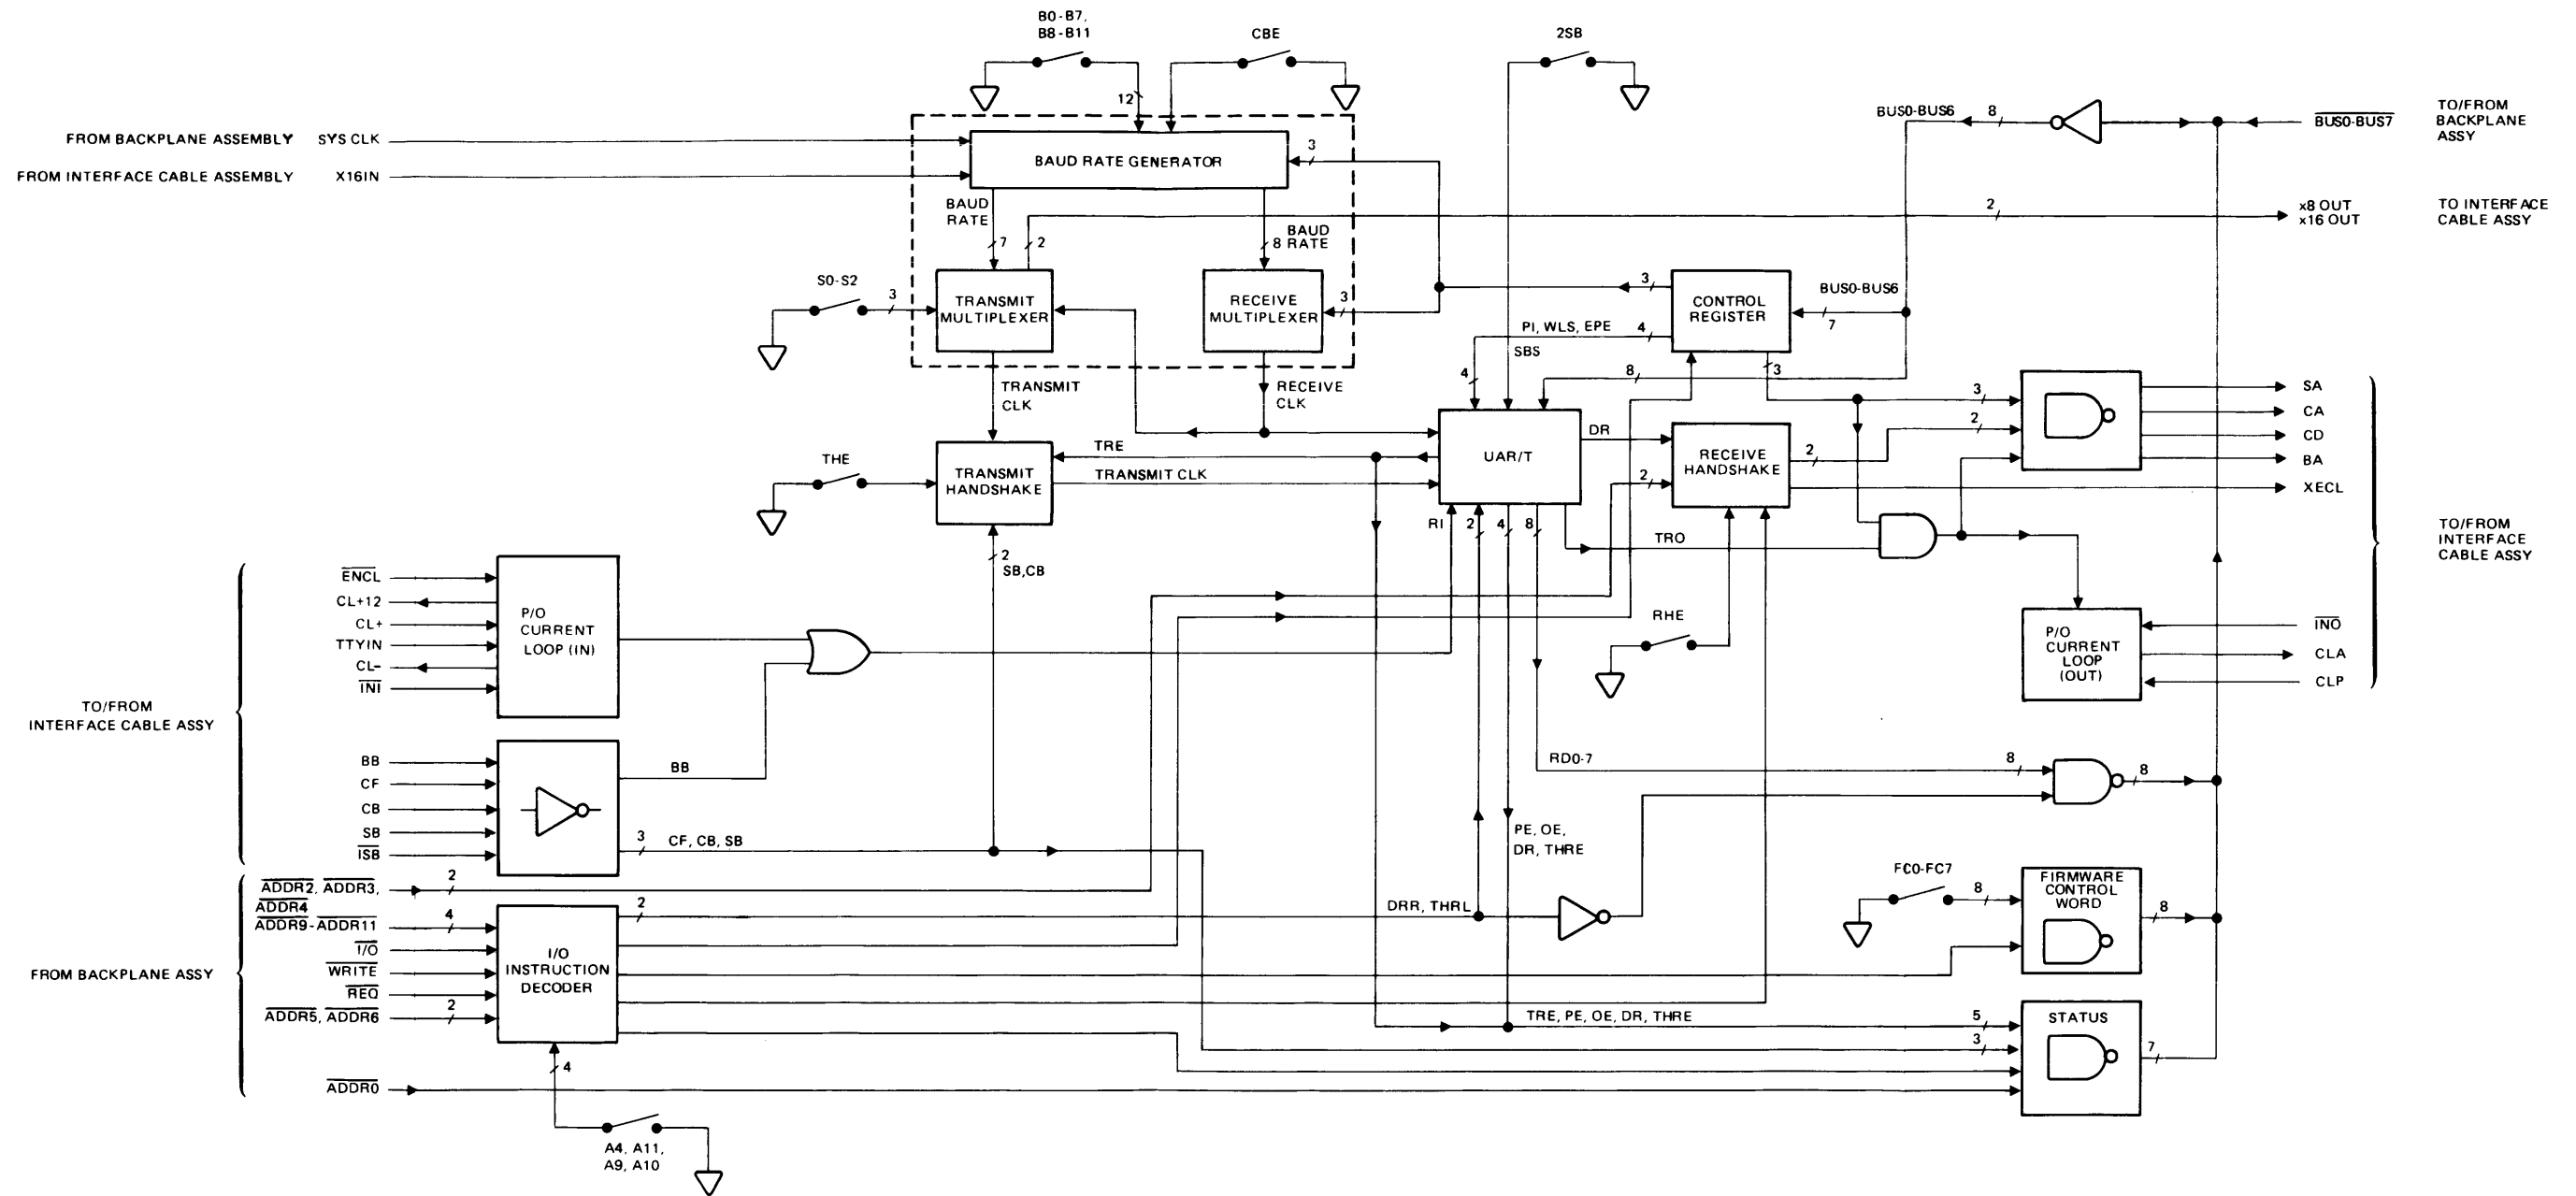 B0-B7,
B8-B11
CBE
2SB
12
FROM BACKPLANE ASSEMBLY SYS CLK
FROM INTERFACE CABLE ASSEMBLY X16IN
BAUD RATE GENERATOR
3
BUS0-BUS6
8
BUS0-BUS7
TO/FROM
BACKPLANE
ASSY
BAUD
RATE
7
2
BAUD
8 RATE
2
x8 OUT
x16 OUT
TO INTERFACE
CABLE ASSY
S0-S2
3
TRANSMIT
MULTIPLEXER
RECEIVE
MULTIPLEXER
3
3
CONTROL
REGISTER
BUS0-BUS6
7
PI, WLS, EPE
4
SBS
4
8
3
TRANSMIT
CLK
RECEIVE
CLK
3
2
SA
CA
CD
BA
XECL
THE
TRANSMIT
HANDSHAKE
TRE
TRANSMIT CLK
UAR/T
DR
2
RECEIVE
HANDSHAKE
2
RI
2
4
8
TRO
TO/FROM
INTERFACE
CABLE ASSY
2
SB,CB
ENCL
CL+12
CL+
TTYIN
CL-
INI
P/O
CURRENT
LOOP (IN)
RHE
P/O
CURRENT
LOOP
(OUT)
INO
CLA
CLP
TO/FROM
INTERFACE CABLE ASSY
BB
CF
CB
SB
ISB
BB
3
CF, CB, SB
RD0-7
8
8
PE, OE,
DR, THRE
ADDR2, ADDR3,
ADDR4
2
ADDR9-ADDR11
4
I/O
WRITE
REQ
ADDR5, ADDR6
2
FROM BACKPLANE ASSY
I/O
INSTRUCTION
DECODER
2
DRR, THRL
FC0-FC7
8
FIRMWARE
CONTROL
WORD
8
TRE, PE, OE, DR, THRE
5
3
STATUS
7
ADDR0
4
A4, A11,
A9, A10